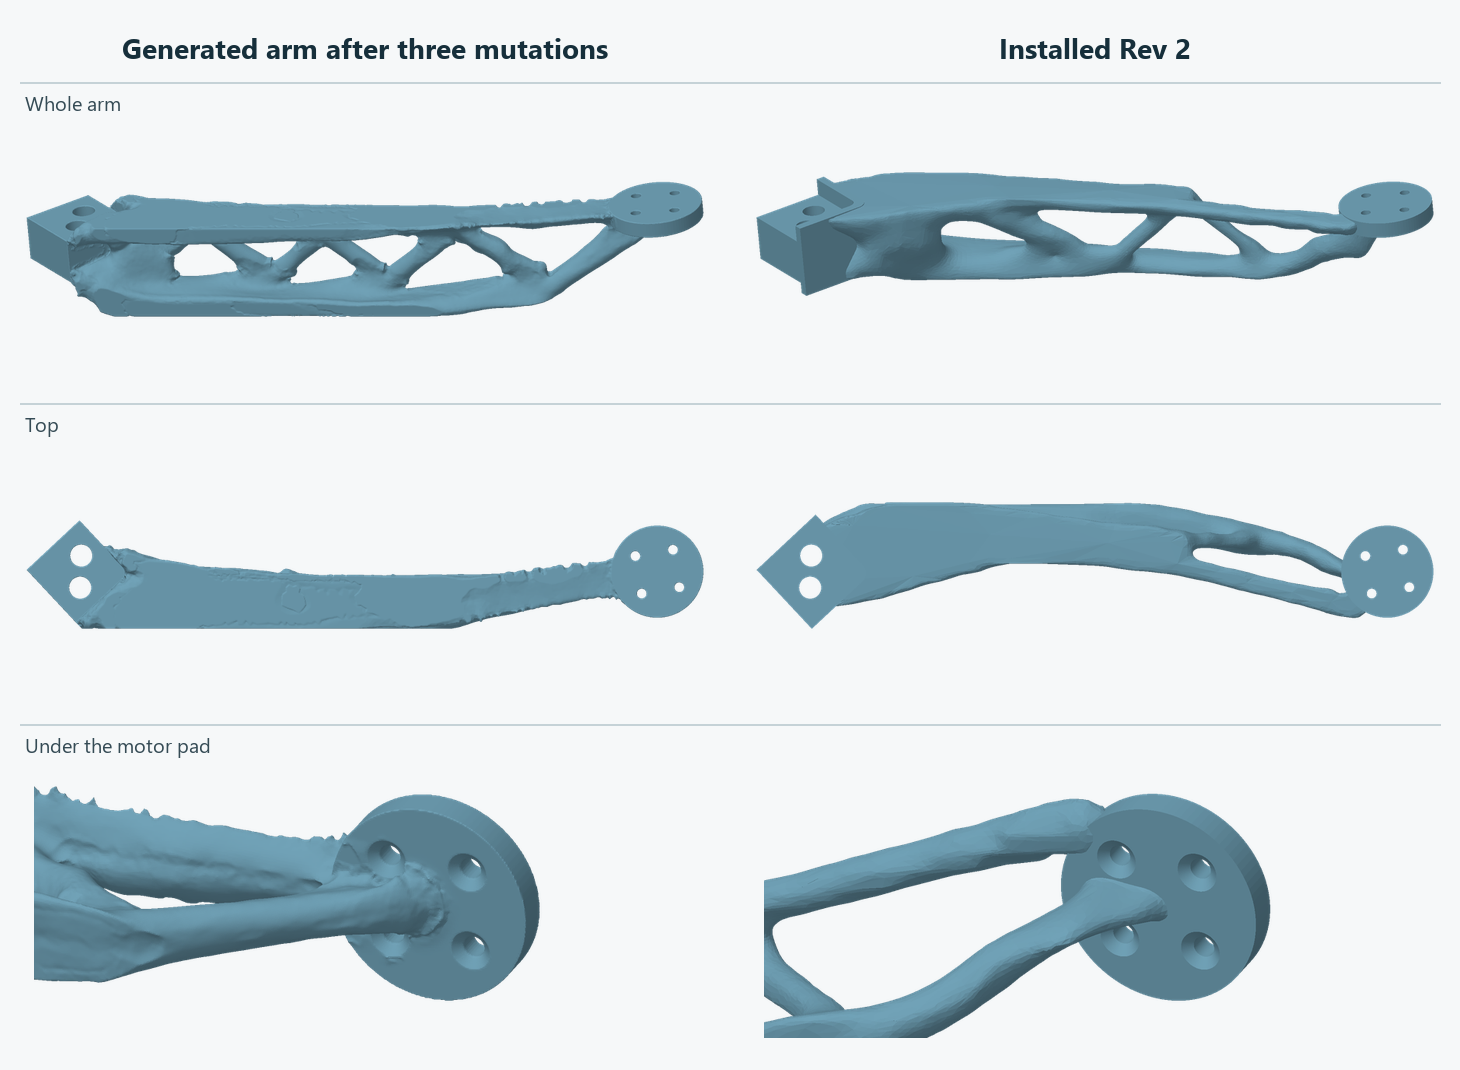 Generated arm after three mutations
Installed Rev 2
Whole arm
Top
Under the motor pad